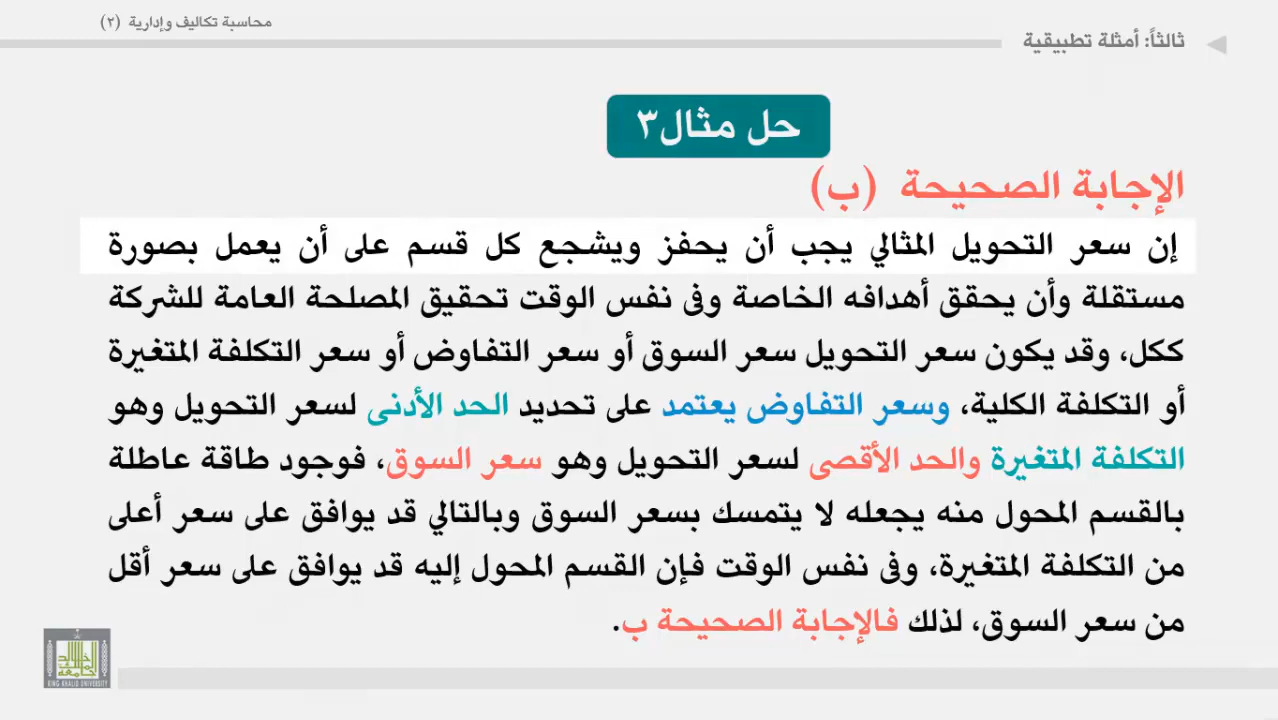 محاسبة تكاليف وإدارية (٢)
ثالثاً: أمثلة تطبيقية
حل مثال٣
الإجابة الصحيحة (ب)
إن سعر التحويل المثالي يجب أن يحفز ويشجع كل قسم على أن يعمل بصورة
مستقلة وأن يحقق أهدافه الخاصة وفى نفس الوقت تحقيق المصلحة العامة للشركة
ككل، وقد يكون سعر التحويل سعر السوق أو سعر التفاوض أو سعر التكلفة المتغيرة
أو التكلفة الكلية، وسعر التفاوض يعتمد على تحديد الحد الأدنى لسعر التحويل وهو
التكلفة المتغيرة والحد الأقصى لسعر التحويل وهو سعر السوق، فوجود طاقة عاطلة
بالقسم المحول منه يجعله لا يتمسك بسعر السوق وبالتالي قد يوافق على سعر أعلى
من التكلفة المتغيرة، وفى نفس الوقت فإن القسم المحول إليه قد يوافق على سعر أقل
من سعر السوق، لذلك فالإجابة الصحيحة ب.
KING KHALID UNIVERSITY